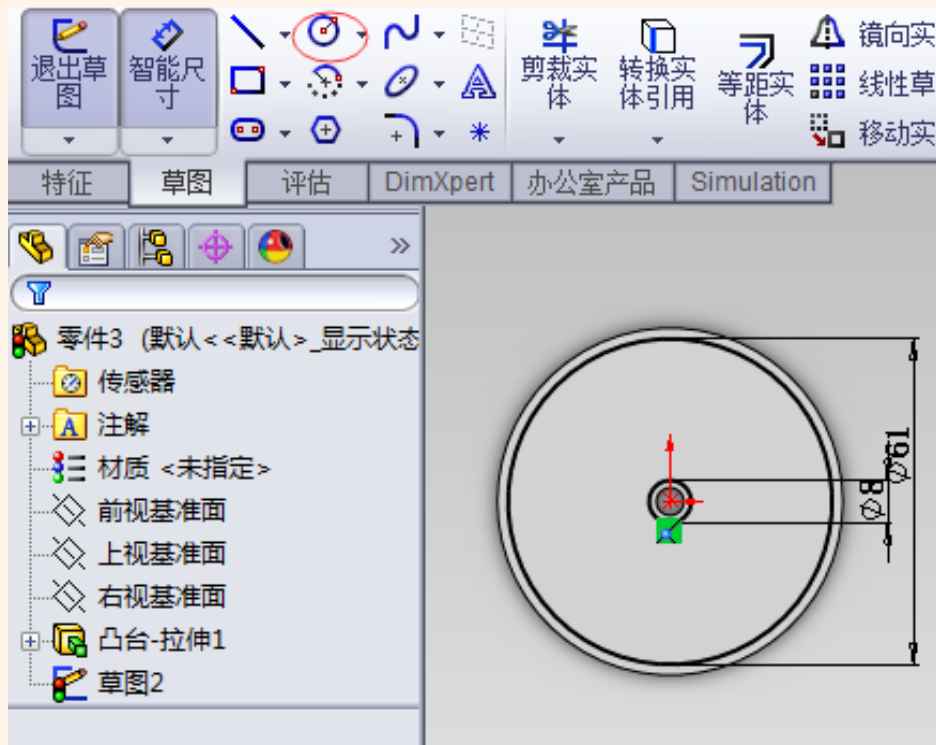 退出草图
智能尺寸
剪裁实体
转换实体引用
等距实体
镜向实
线性草
移动实
特征
草图
评估
DimXpert
办公室产品
Simulation
零件3 (默认<<默认>_显示状态
传感器
注解
材质 <未指定>
前视基准面
上视基准面
右视基准面
凸台-拉伸1
草图2
∅61
∅8